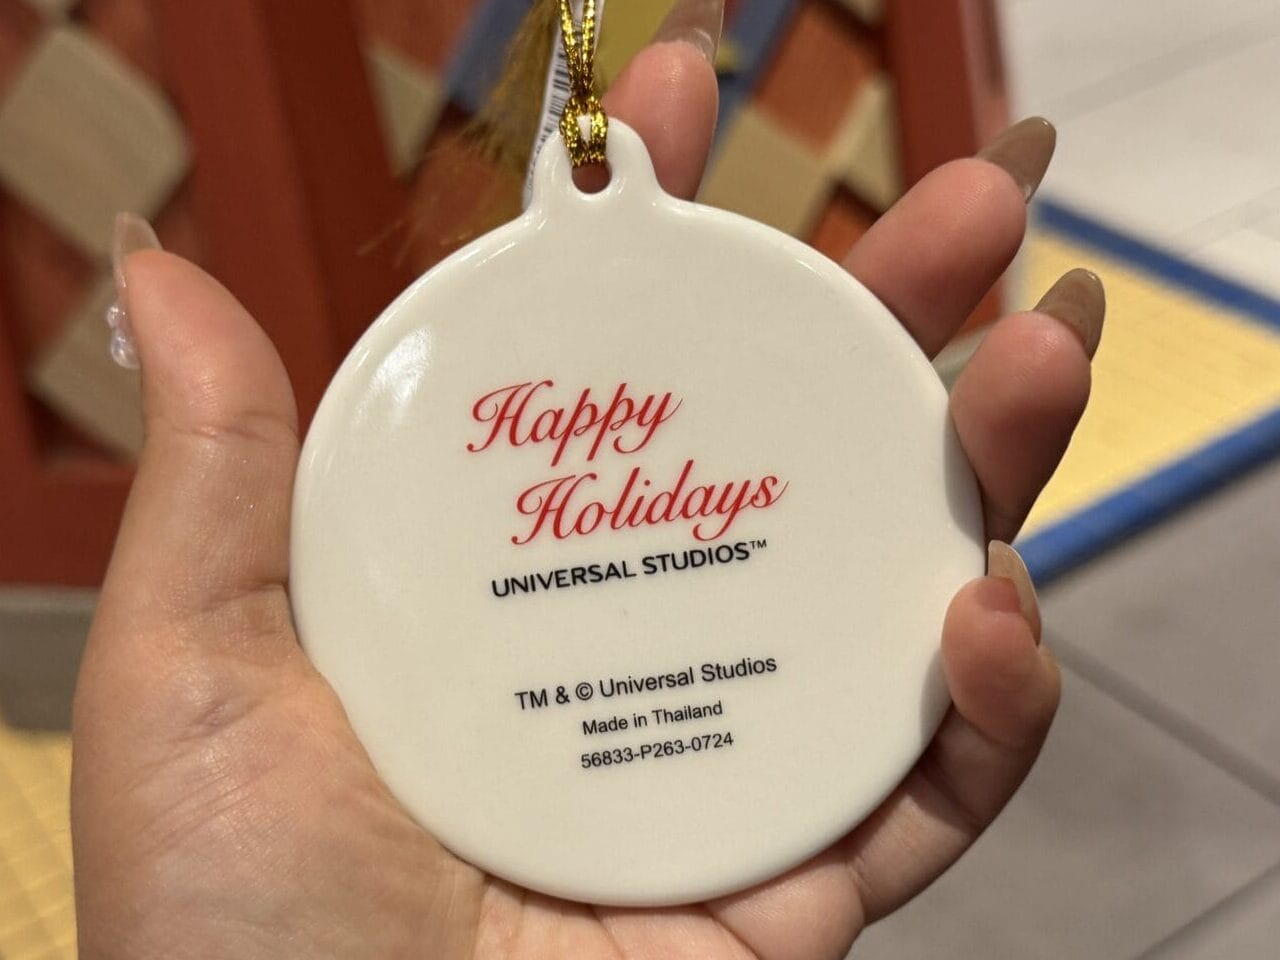 Happy
Holidays
UNIVERSAL STUDIOS™
TM & © Universal Studios
Made in Thailand
56833-P263-0724